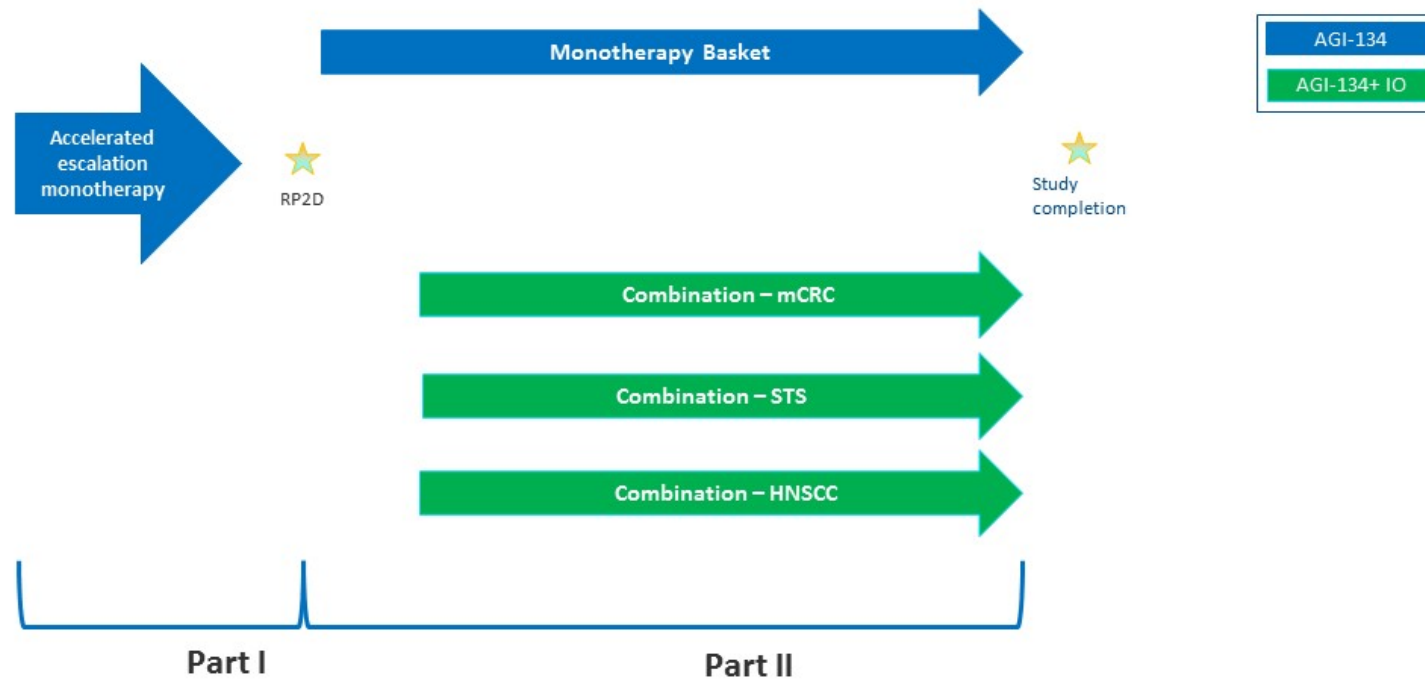 Monotherapy Basket
AGI-134
AGI-134+ IO
Accelerated
escalation
monotherapy
RP2D
Study
completion
Combination – mCRC
Combination – STS
Combination – HNSCC
Part I
Part II